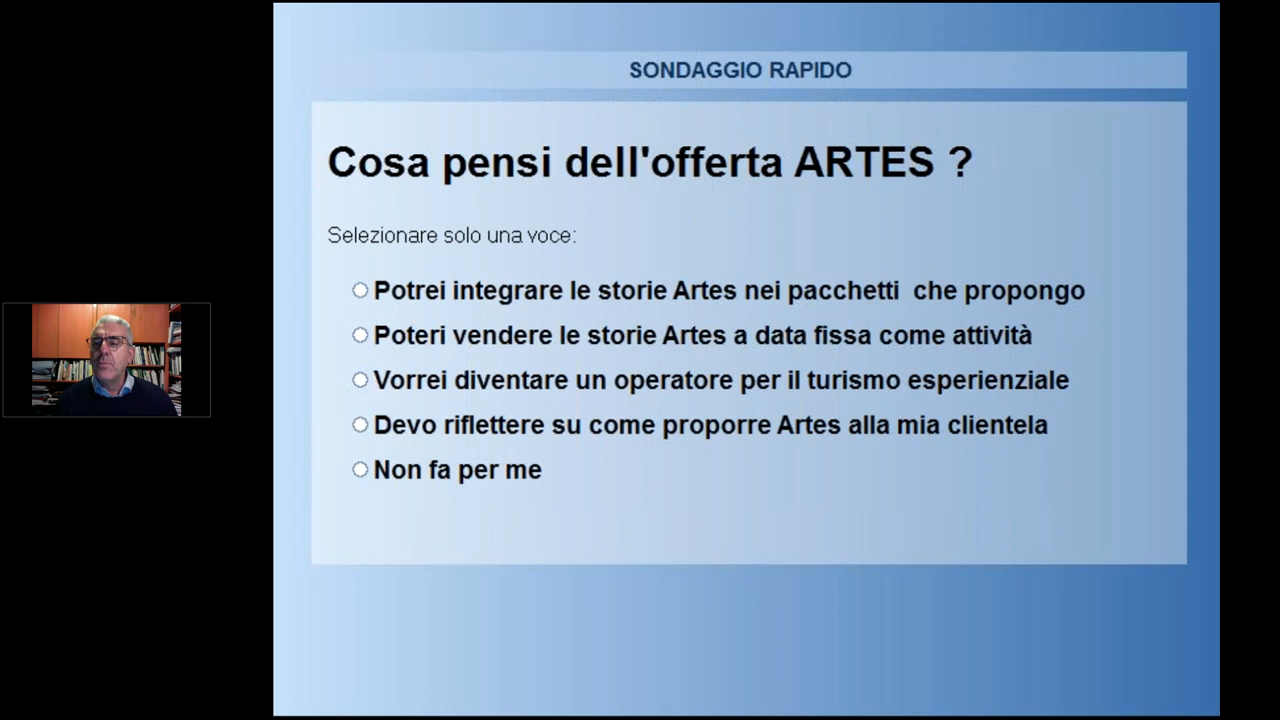 SONDAGGIO RAPIDO
Cosa pensi dell'offerta ARTES ?
Selezionare solo una voce:
Potrei integrare le storie Artes nei pacchetti  che propongo
Poteri vendere le storie Artes a data fissa come attività
Vorrei diventare un operatore per il turismo esperienziale
Devo riflettere su come proporre Artes alla mia clientela
Non fa per me